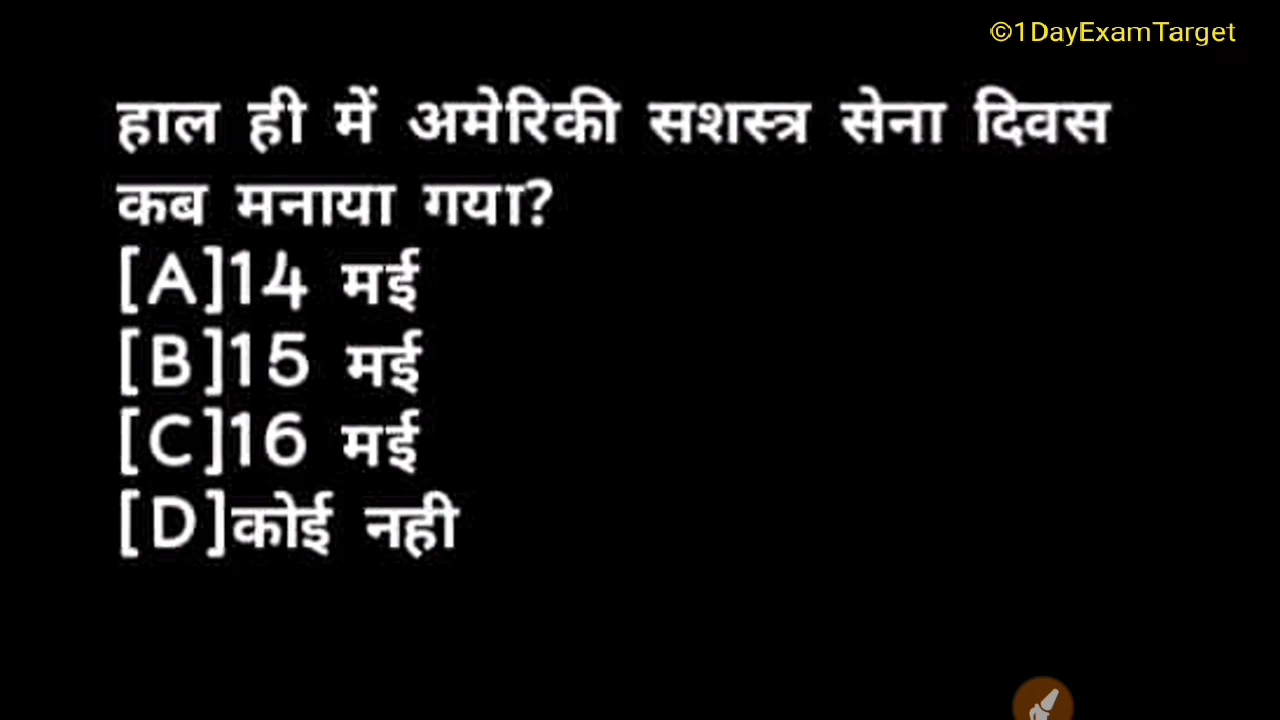 ©1DayExamTarget
हाल ही में अमेरिकी सशस्त्र सेना दिवस
कब मनाया गया?
[A]14 मई
[B]15 मई
[C]16 मई
[D]कोई नही